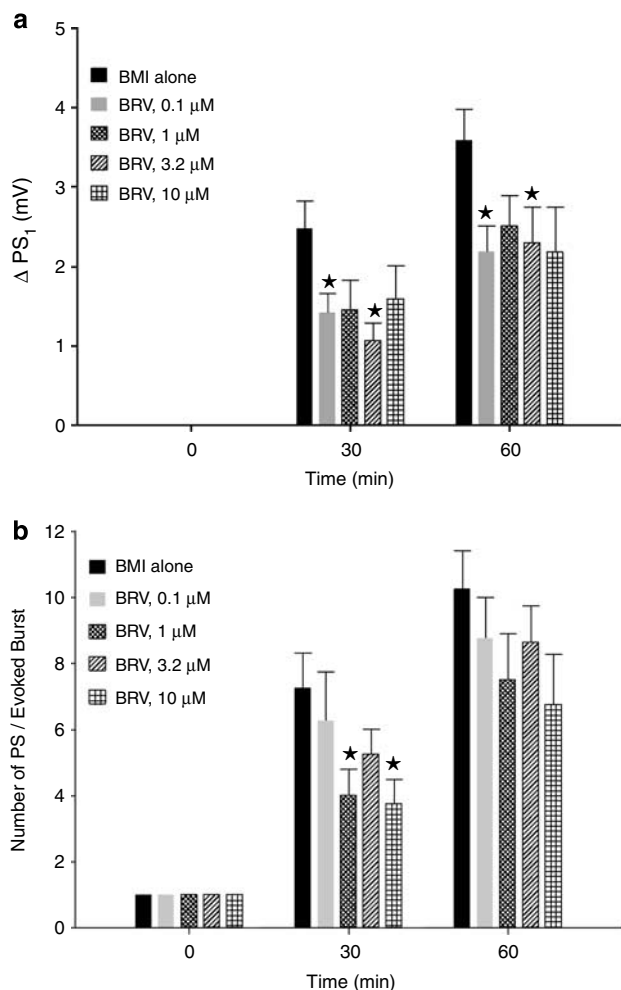 a
5
4
3
2
1
0
Δ PS1 (mV)
BMI alone
BRV, 0.1 μM
BRV, 1 μM
BRV, 3.2 μM
BRV, 10 μM
★
★
★
★
0 30 60
Time (min)
b
12
10
8
6
4
2
0
Number of PS / Evoked Burst
BMI alone
BRV, 0.1 μM
BRV, 1 μM
BRV, 3.2 μM
BRV, 10 μM
★
★
0 30 60
Time (min)